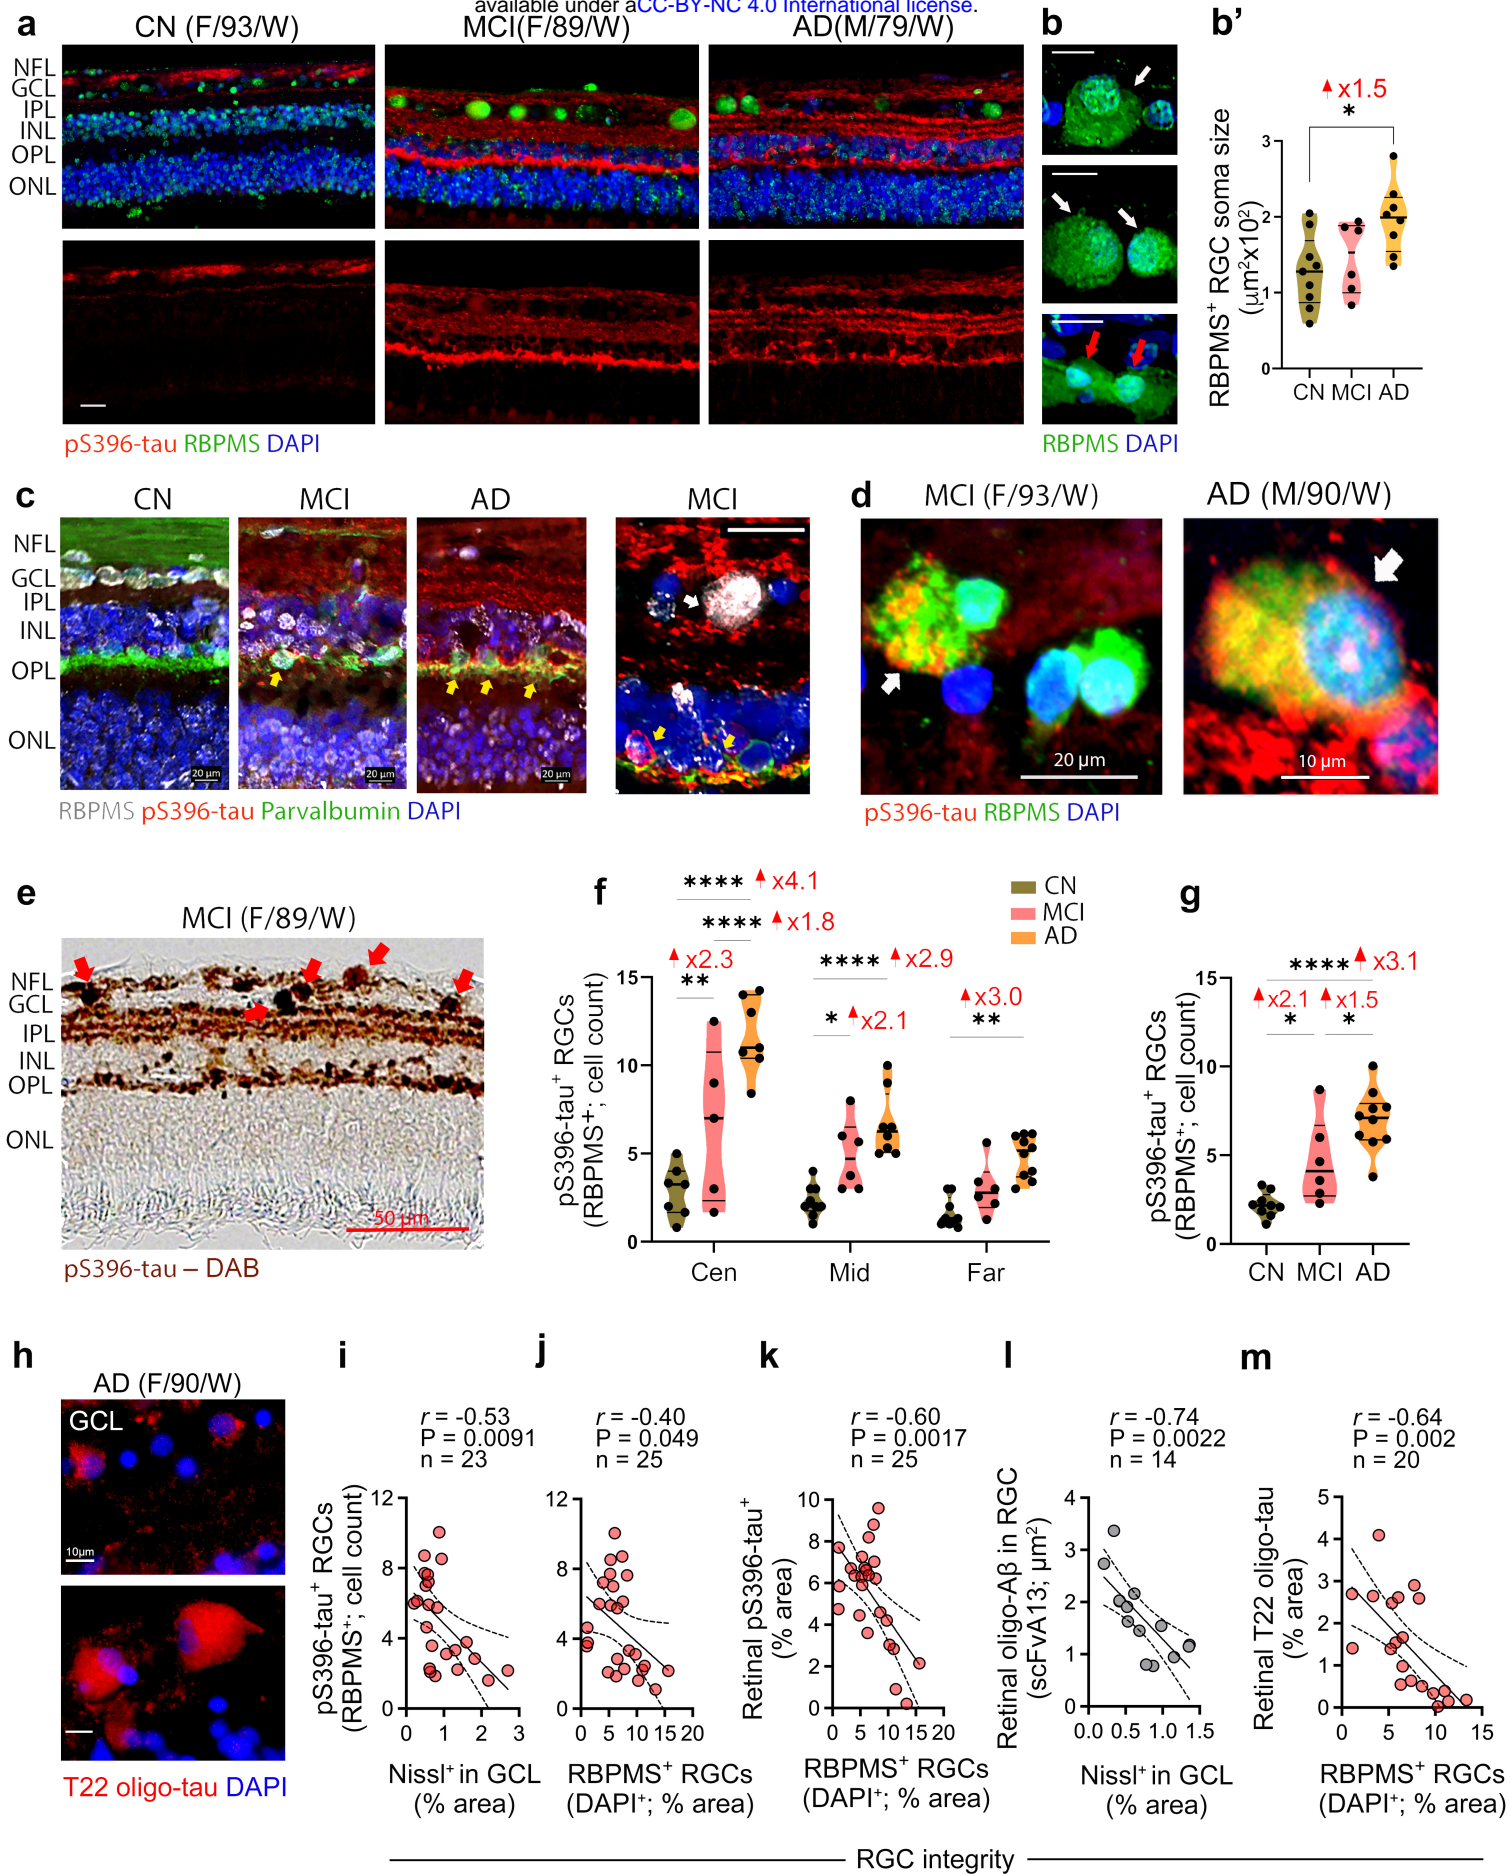 available under aCC-BY-NC 4.0 International license.
a
CN (F/93/W)
MCI(F/89/W)
AD(M/79/W)
NFL
GCL
IPL
INL
OPL
ONL
pS396-tau RBPMS DAPI
b
RBPMS DAPI
b’
x1.5
*
RBPMS+ RGC soma size
(µm2x102)
3
2
1
0
CN MCI AD
c
CN
MCI
AD
MCI
NFL
GCL
IPL
INL
OPL
ONL
20 µm
20 µm
20 µm
RBPMS pS396-tau Parvalbumin DAPI
d
MCI (F/93/W)
AD (M/90/W)
20 µm
10 µm
pS396-tau RBPMS DAPI
e
MCI (F/89/W)
NFL
GCL
IPL
INL
OPL
ONL
50 µm
pS396-tau – DAB
f
CN
MCI
AD
**** x4.1
**** x1.8
x2.3
**
**** x2.9
* x2.1
x3.0
**
pS396-tau+ RGCs
(RBPMS+; cell count)
15
10
5
0
Cen Mid Far
g
**** x3.1
x2.1 x1.5
* *
pS396-tau+ RGCs
(RBPMS+; cell count)
15
10
5
0
CN MCI AD
h
AD (F/90/W)
GCL
10µm
T22 oligo-tau DAPI
i
r = -0.53
P = 0.0091
n = 23
pS396-tau+ RGCs
(RBPMS+; cell count)
12
8
4
0
0 1 2 3
Nissl+ in GCL
(% area)
j
r = -0.40
P = 0.049
n = 25
12
8
4
0
0 5 10 15 20
RBPMS+ RGCs
(DAPI+; % area)
k
r = -0.60
P = 0.0017
n = 25
Retinal pS396-tau+
(% area)
10
8
6
4
2
0
0 5 10 15 20
RBPMS+ RGCs
(DAPI+; % area)
l
r = -0.74
P = 0.0022
n = 14
Retinal oligo-Aβ in RGC
(scFvA13; µm2)
4
3
2
1
0
0.0 0.5 1.0 1.5
Nissl+ in GCL
(% area)
m
r = -0.64
P = 0.002
n = 20
Retinal T22 oligo-tau
(% area)
5
4
3
2
1
0
0 5 10 15
RBPMS+ RGCs
(DAPI+; % area)
RGC integrity